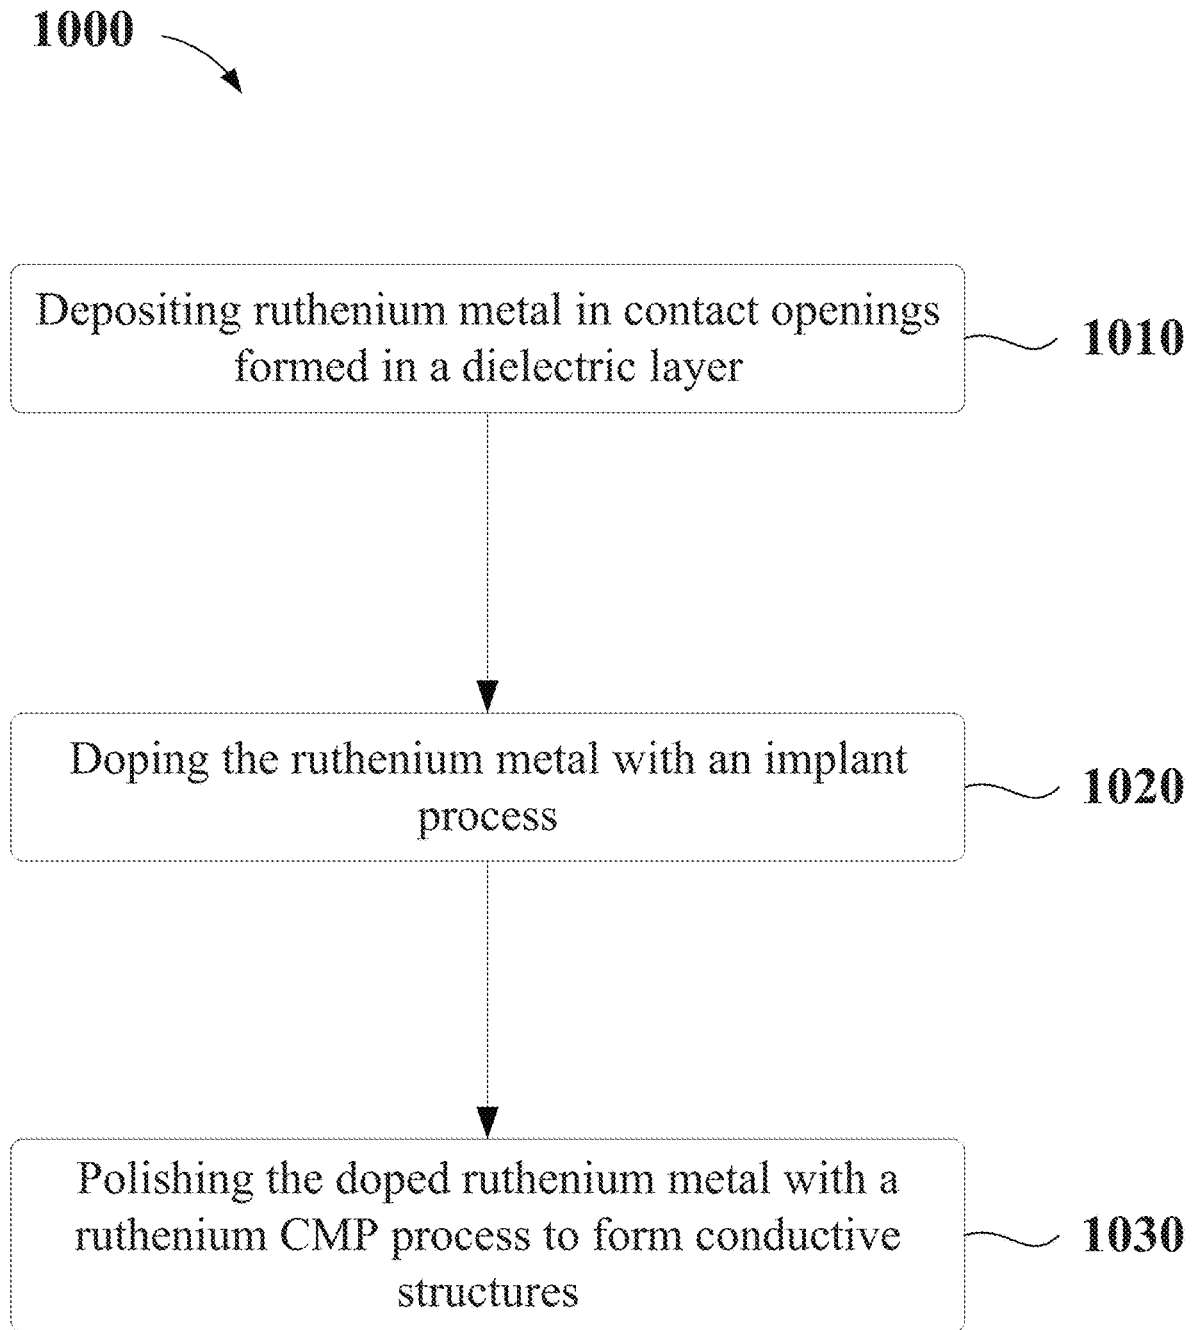 1000
Depositing ruthenium metal in contact openings
formed in a dielectric layer
1010
Doping the ruthenium metal with an implant
process
1020
Polishing the doped ruthenium metal with a
ruthenium CMP process to form conductive
structures
1030